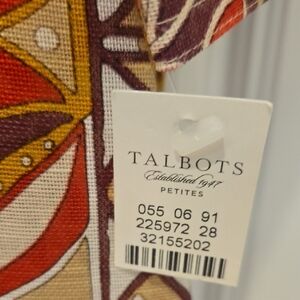 TALBOTS
Established 1947
PETITES
055 06 91
225972 28
32155202